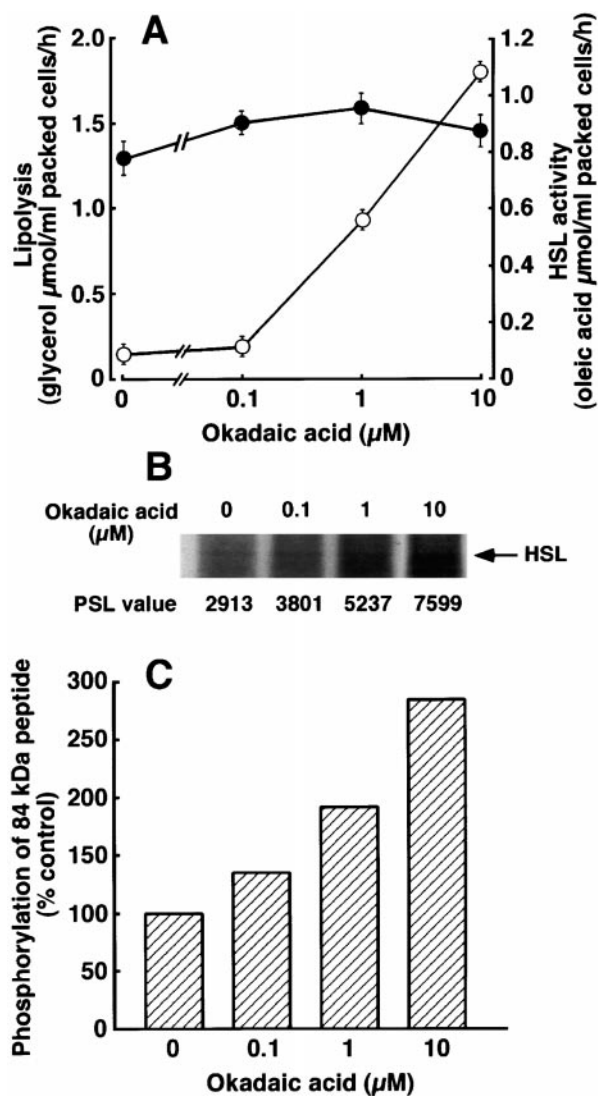 A
Lipolysis
(glycerol µmol/ml packed cells/h)
2.0
1.5
1.0
0.5
0
HSL activity
(oleic acid µmol/ml packed cells/h)
1.2
1.0
0.8
0.6
0.4
0.2
0
0 0.1 1 10
Okadaic acid (µM)
B
Okadaic acid 0 0.1 1 10
(µM)
HSL
PSL value 2913 3801 5237 7599
C
Phosphorylation of 84 kDa peptide
(% control)
300
250
200
150
100
50
0
0 0.1 1 10
Okadaic acid (µM)